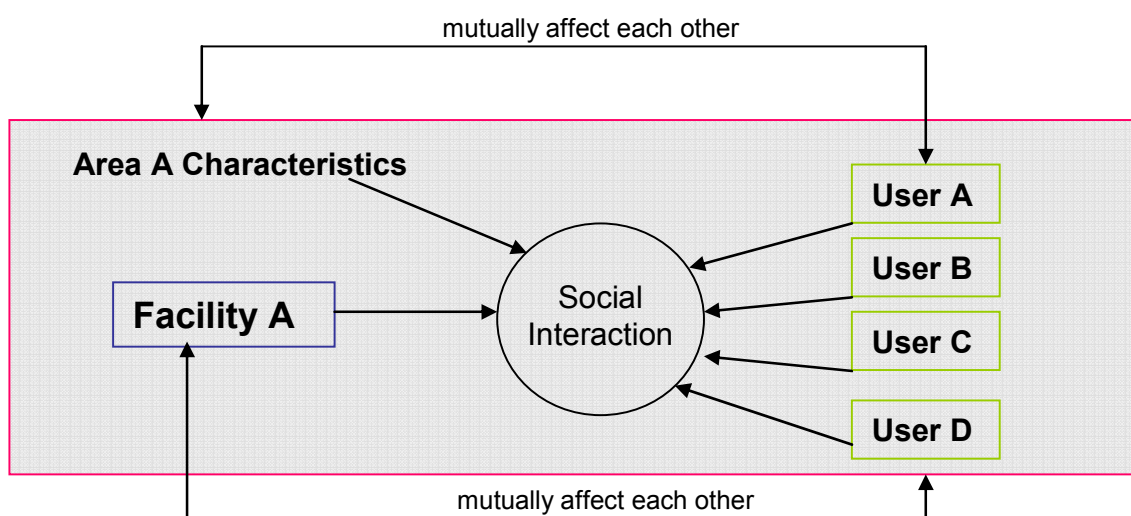 mutually affect each other
Area A Characteristics
User A
User B
Facility A
Social
Interaction
User C
User D
mutually affect each other